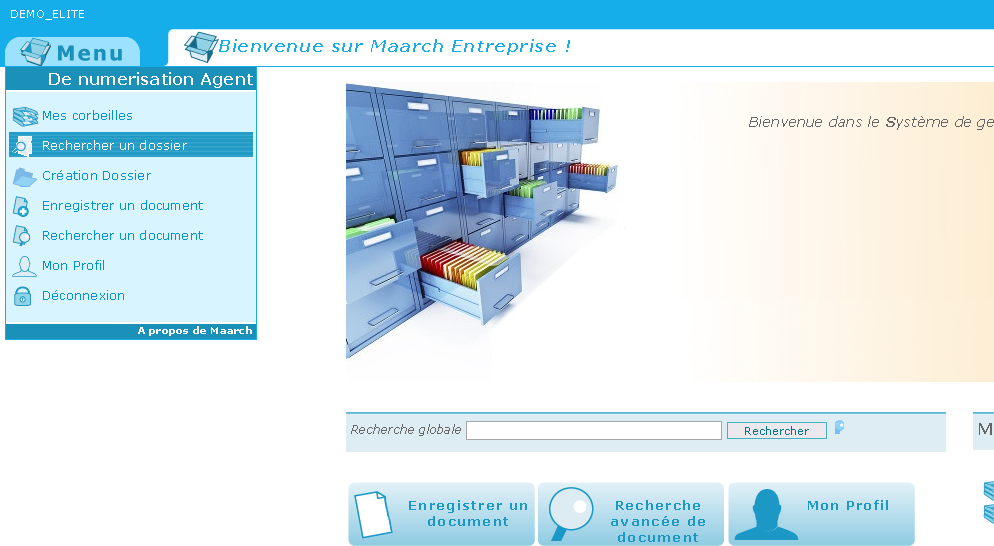 DEMO_ELITE
Menu
Bienvenue sur Maarch Entreprise !
De numerisation Agent
Mes corbeilles
Rechercher un dossier
Création Dossier
Enregistrer un document
Rechercher un document
Mon Profil
Déconnexion
A propos de Maarch
Bienvenue dans le Système de ge
Recherche globale
Rechercher
M
Enregistrer un
document
Recherche
avancée de
document
Mon Profil